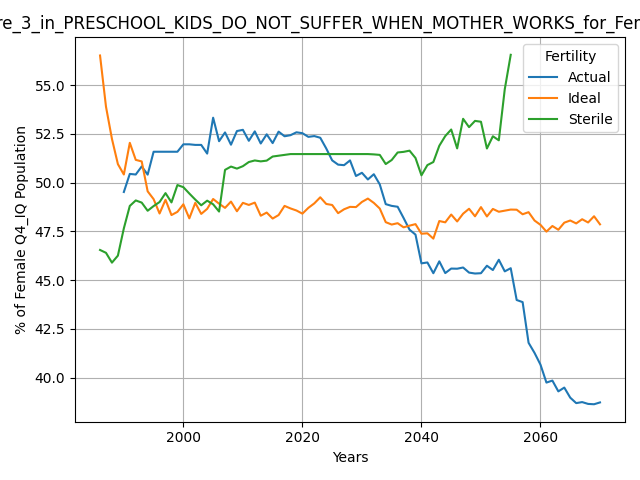 re_3_in_PRESCHOOL_KIDS_DO_NOT_SUFFER_WHEN_MOTHER_WORKS_for_Fer
Fertility
Actual
Ideal
Sterile
% of Female Q4_IQ Population
55.0
52.5
50.0
47.5
45.0
42.5
40.0
2000
2020
2040
2060
Years